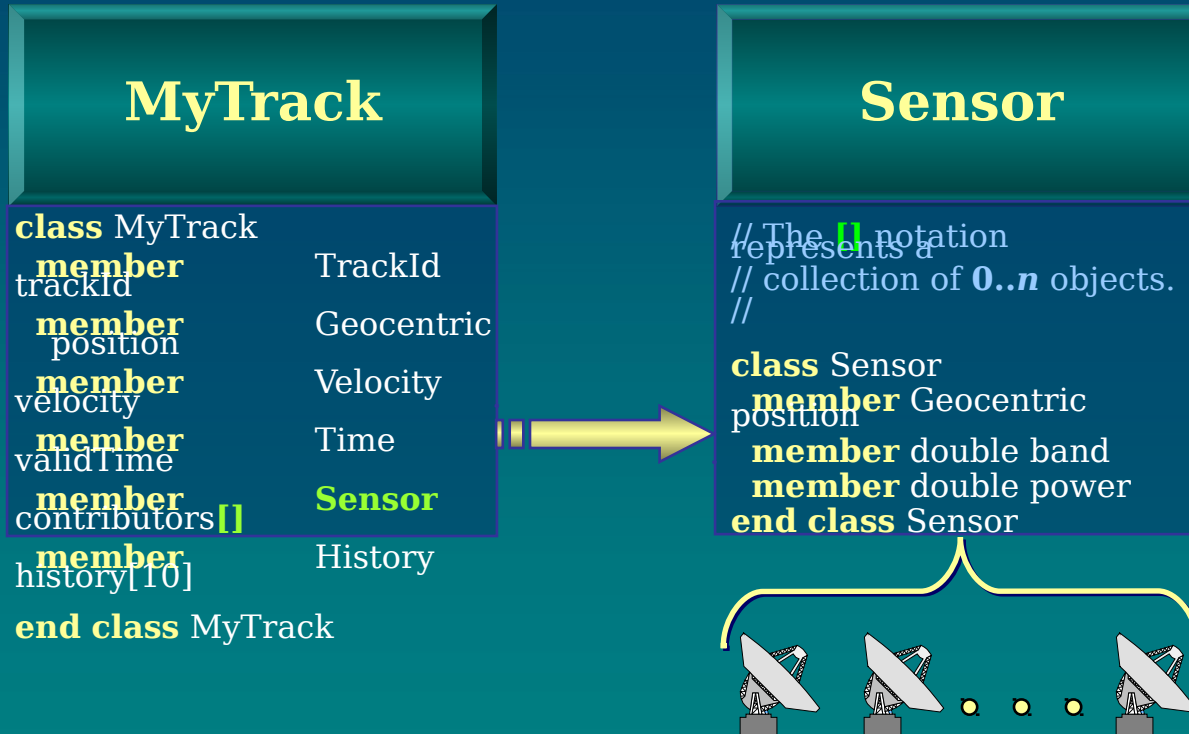 MyTrack
class MyTrack
member TrackId
trackId
member Geocentric
position
member Velocity
velocity
member Time
validTime
member Sensor
contributors[]
member History
history[10]
end class MyTrack
Sensor
// The [] notation
represents a
// collection of 0..n objects.
//
class Sensor
member Geocentric
position
member double band
member double power
end class Sensor